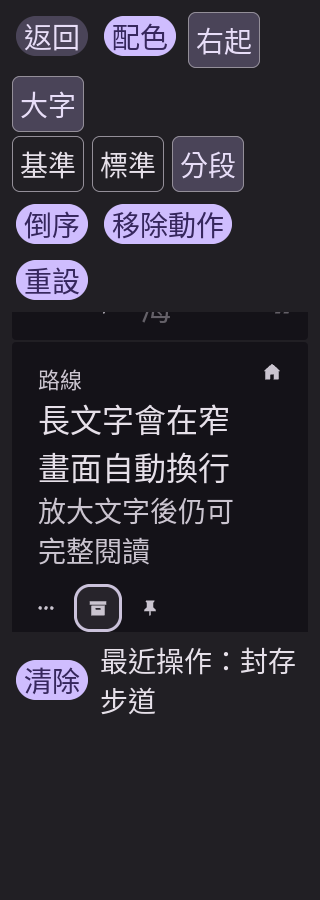 返回 配色 右起
大字
基準 標準 分段
倒序 移除動作
重設
路線
長文字會在窄
畫面自動換行
放大文字後仍可
完整閱讀
清除 最近操作：封存
步道